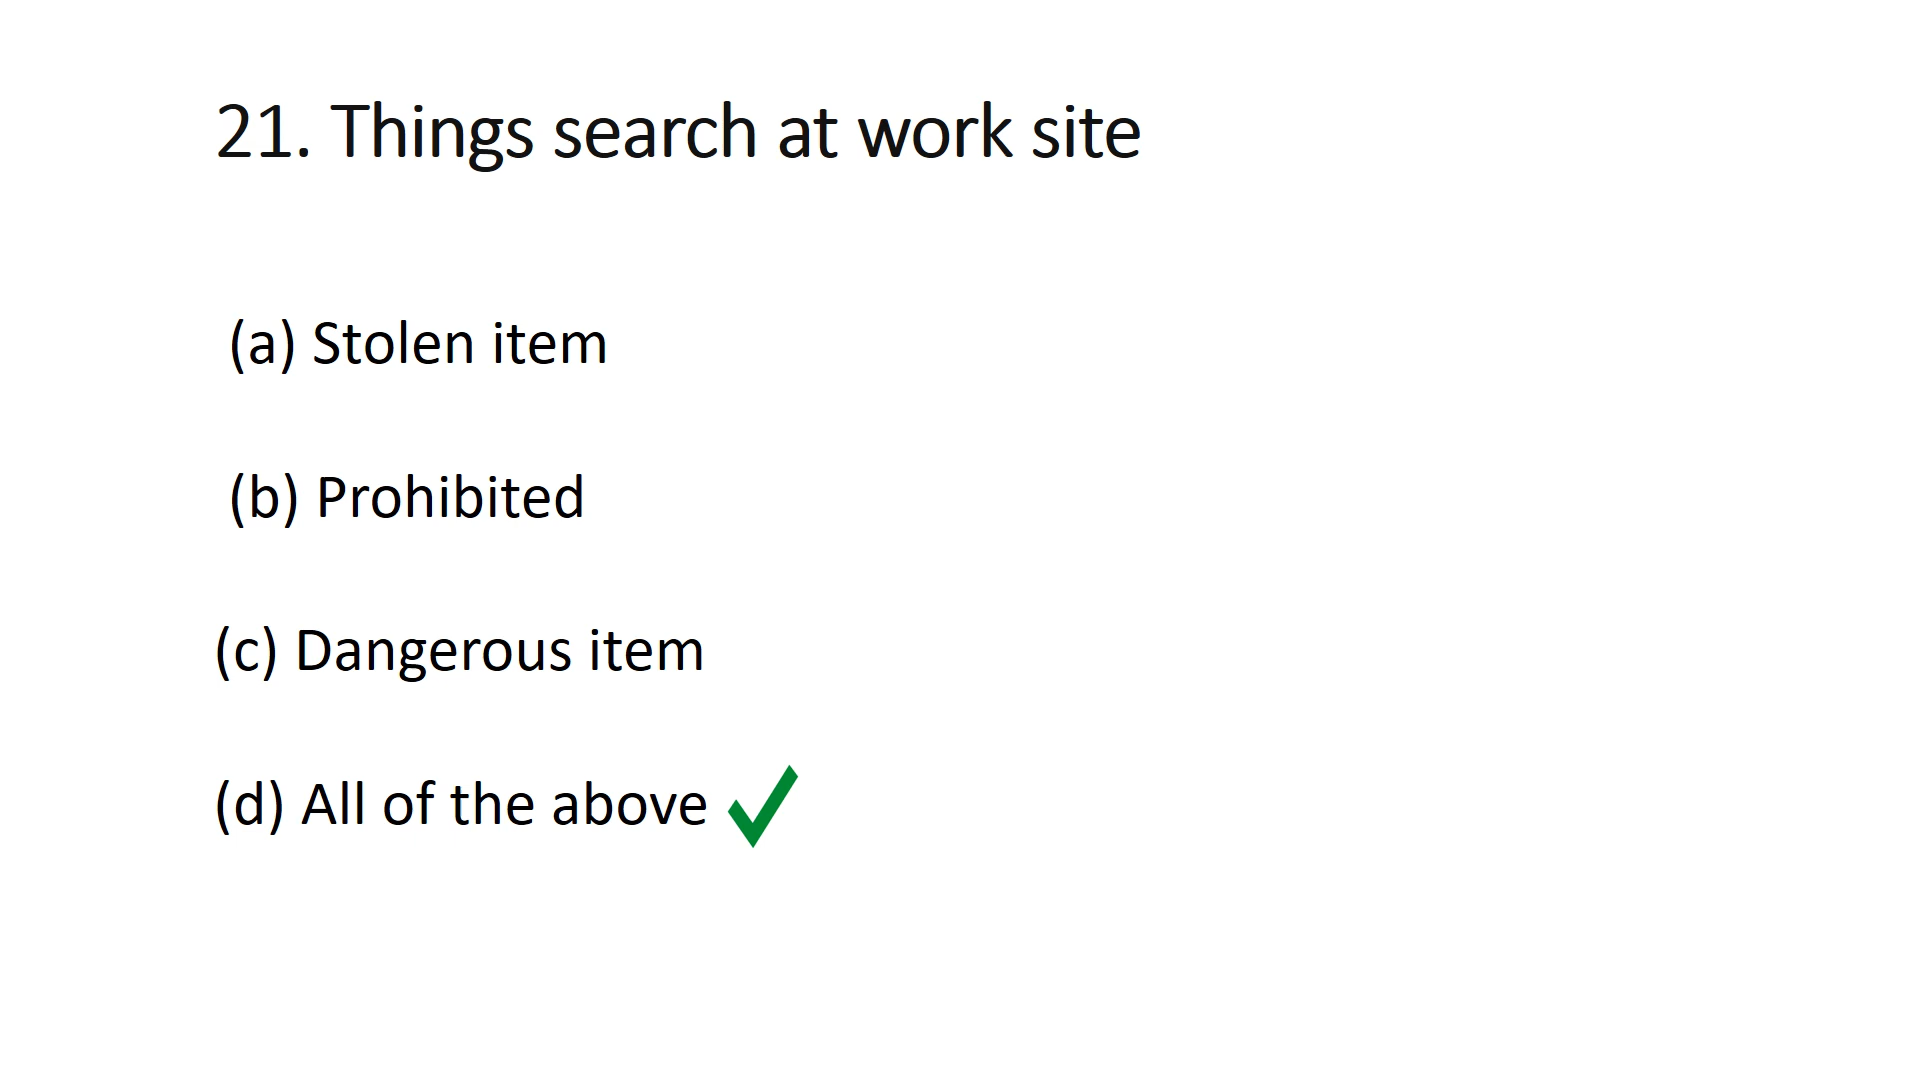 21. Things search at work site
(a) Stolen item
(b) Prohibited
(c) Dangerous item
(d) All of the above